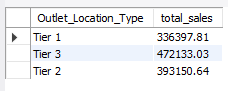 Outlet_Location_Type total_sales
Tier 1 336397.81
Tier 3 472133.03
Tier 2 393150.64